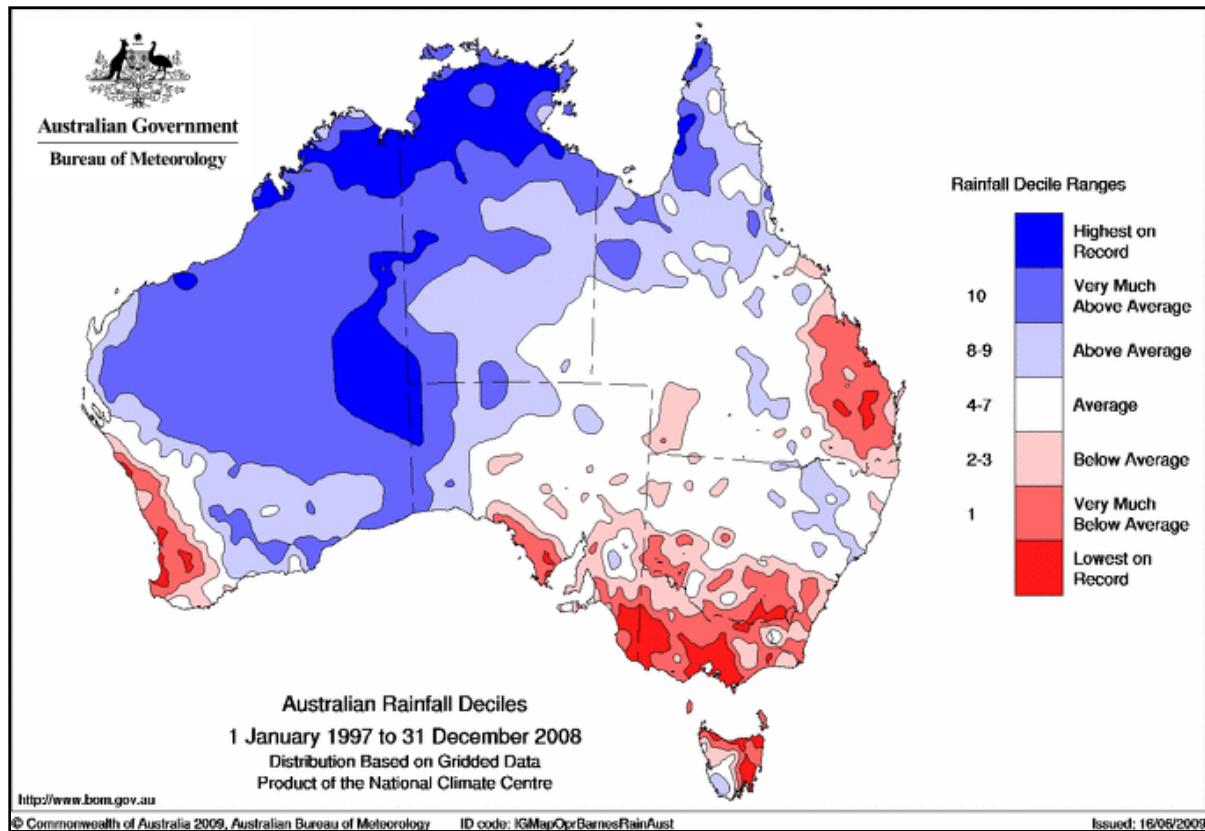 Australian Government
Bureau of Meteorology
Rainfall Decile Ranges
Highest on
Record
10
Very Much
Above Average
8-9
Above Average
4-7
Average
2-3
Below Average
1
Very Much
Below Average
Lowest on
Record
Australian Rainfall Deciles
1 January 1997 to 31 December 2008
Distribution Based on Gridded Data
Product of the National Climate Centre
http://www.bom.gov.au
© Commonwealth of Australia 2009, Australian Bureau of Meteorology ID code: IGMapOprBarnesRainAust Issued: 16/06/2009